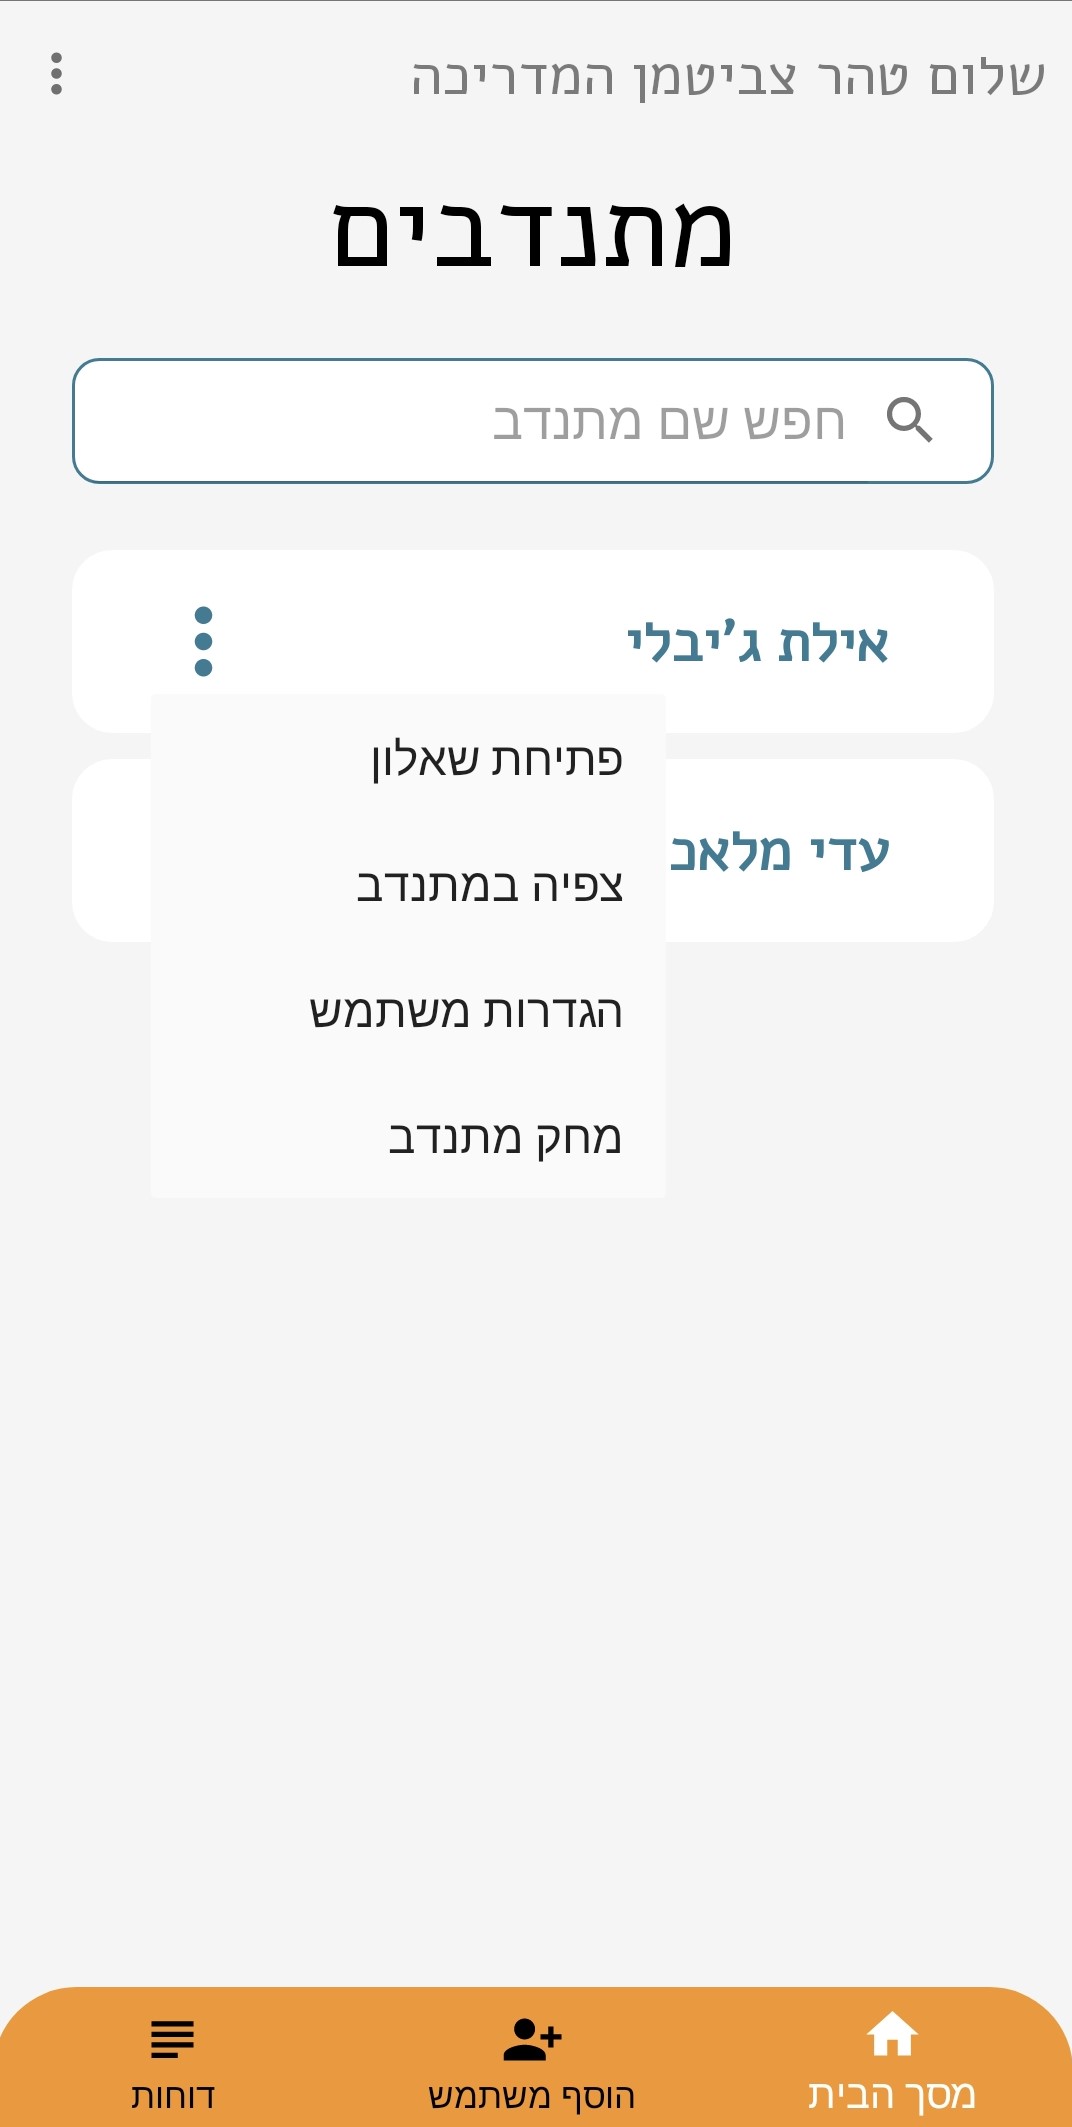 שלום טהר צביטמן המדריכה
מתנדבים
חפש שם מתנדב
אילת ג'יבלי
פתיחת שאלון
עדי מלאכ
צפיה במתנדב
הגדרות משתמש
מחק מתנדב
מסך הבית
הוסף משתמש
דוחות